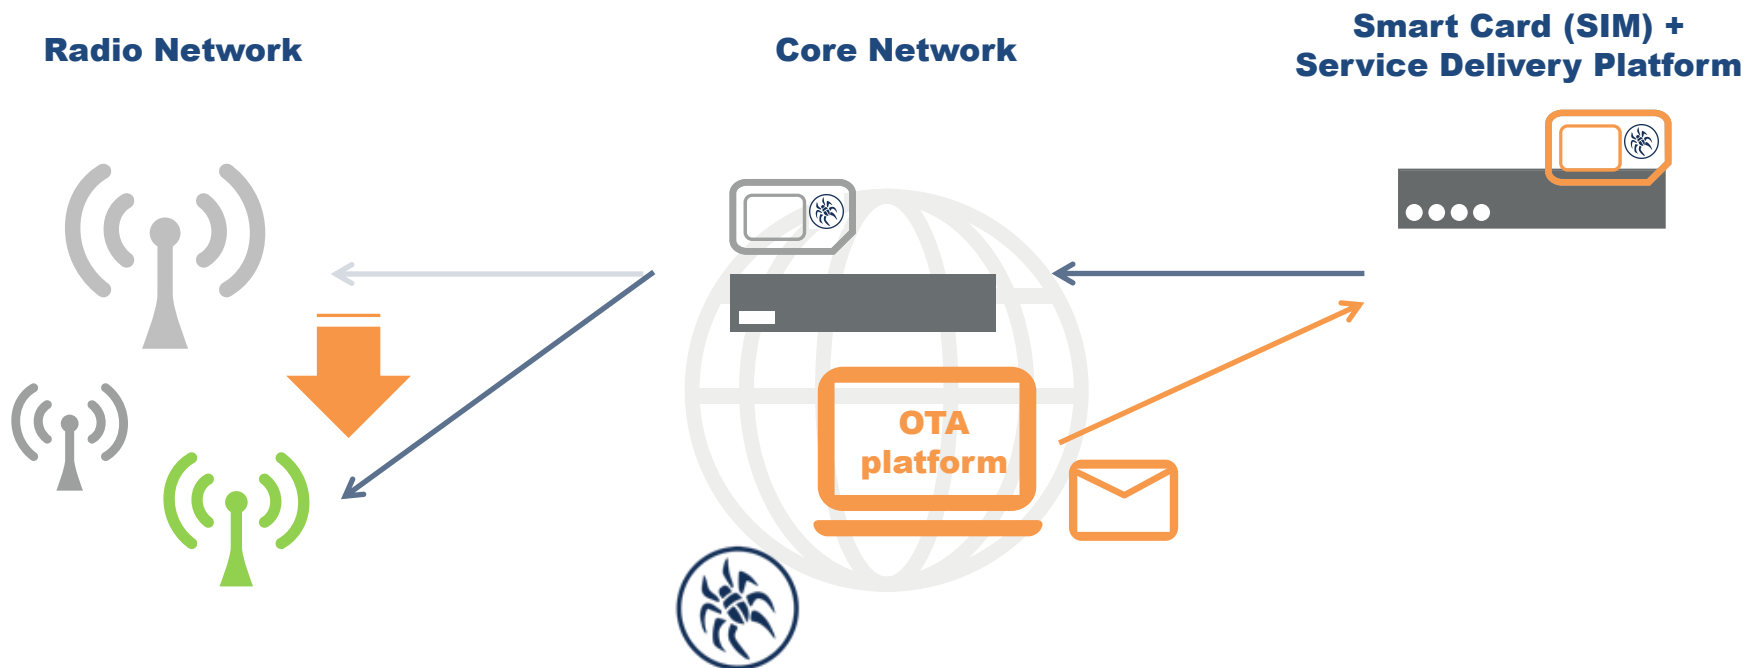 Radio Network
Core Network
Smart Card (SIM) +
Service Delivery Platform
OTA
platform